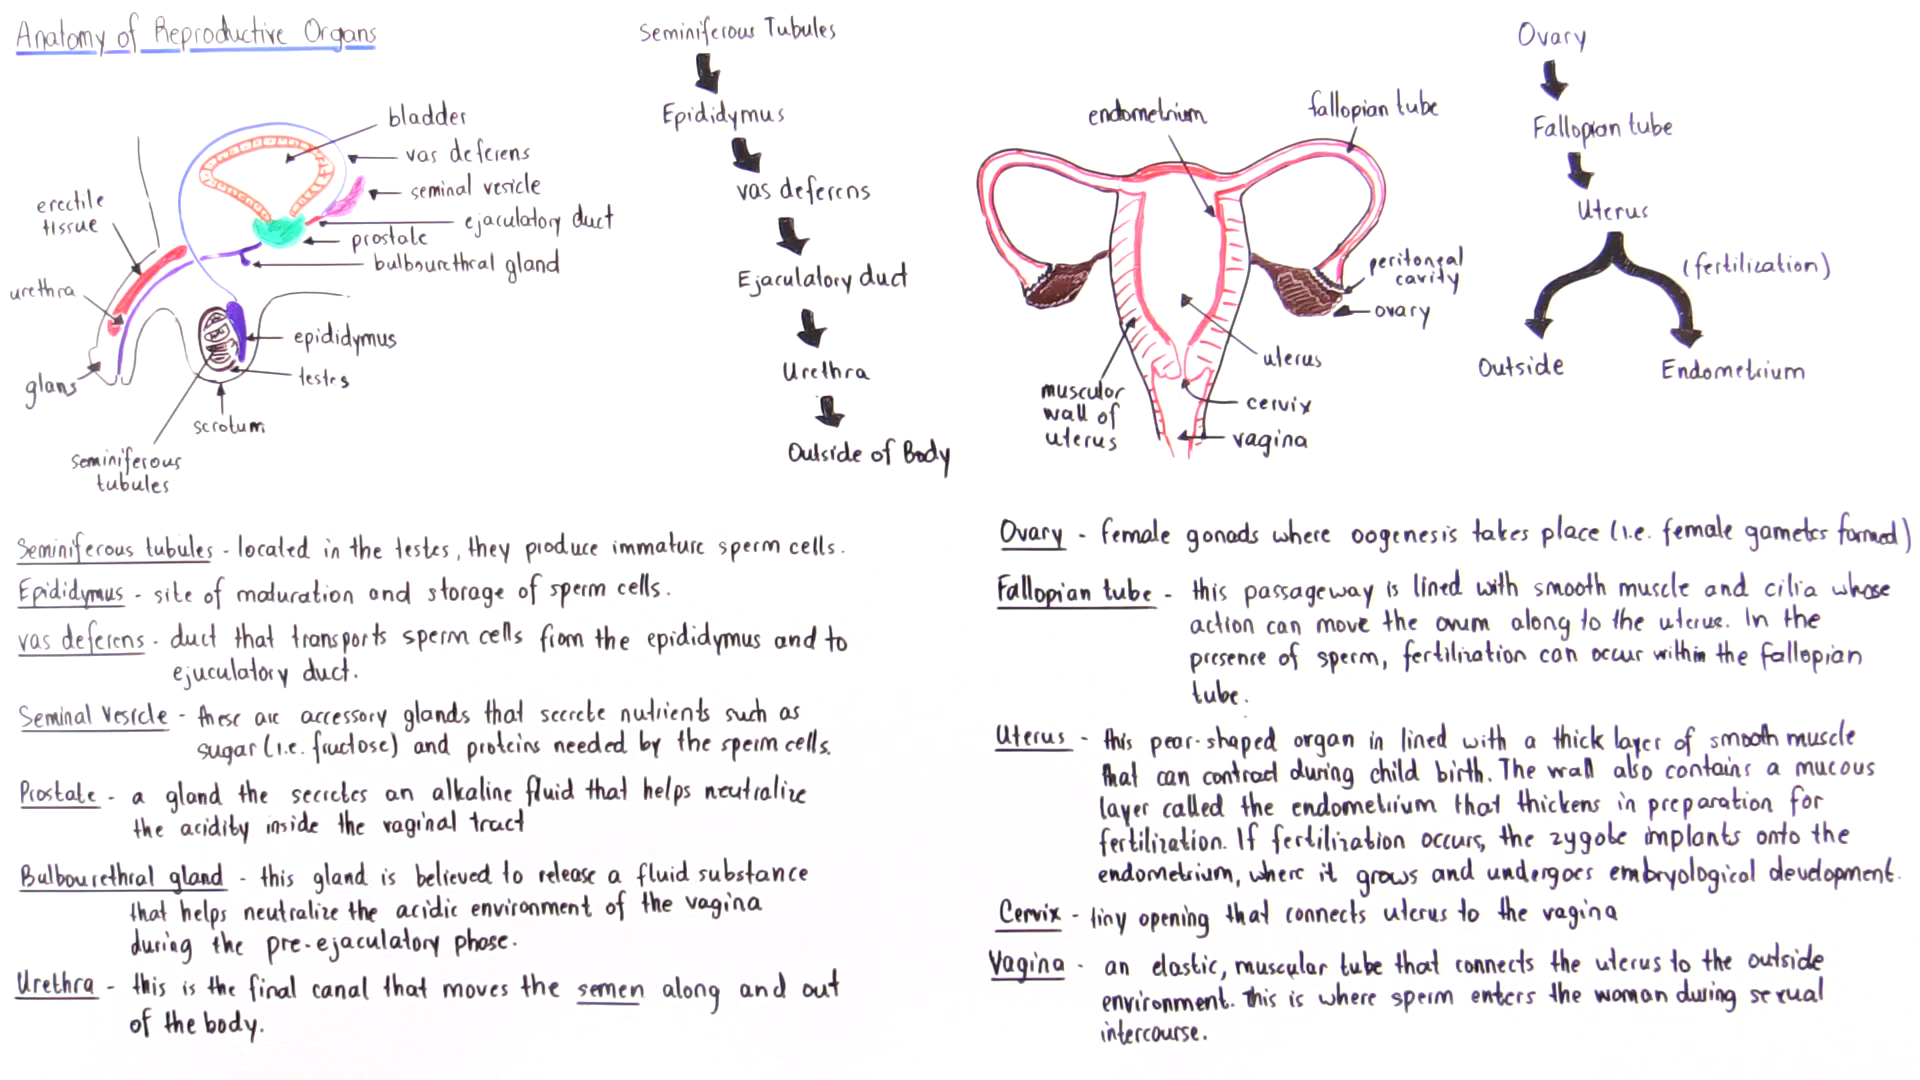 Anatomy of Reproductive Organs
bladder
vas deferens
seminal vesicle
ejaculatory duct
prostate
bulbourethral gland
erectile
tissue
urethra
glans
epididymus
testes
scrotum
seminiferous
tubules
Seminiferous Tubules
Epididymus
vas deferens
Ejaculatory duct
Urethra
Outside of Body
endometrium
fallopian tube
peritoneal
cavity
ovary
uterus
cervix
vagina
muscular
wall of
uterus
Ovary
Fallopian tube
Uterus
(fertilization)
Outside
Endometrium
Seminiferous tubules - located in the testes, they produce immature sperm cells.
Epididymus - site of maturation and storage of sperm cells.
vas deferens - duct that transports sperm cells from the epididymus and to
ejuculatory duct.
Seminal Vesicle - these are accessory glands that secrete nutrients such as
sugar (i.e. fructose) and proteins needed by the sperm cells.
Prostate - a gland the secretes an alkaline fluid that helps neutralize
the acidity inside the vaginal tract
Bulbourethral gland - this gland is believed to release a fluid substance
that helps neutralize the acidic environment of the vagina
during the pre-ejaculatory phase.
Urethra - this is the final canal that moves the semen along and out
of the body.
Ovary - female gonads where oogenesis takes place (i.e. female gametes formed)
Fallopian tube - this passageway is lined with smooth muscle and cilia whose
action can move the ovum along to the uterus. In the
presence of sperm, fertilization can occur within the fallopian
tube.
Uterus - this pear-shaped organ in lined with a thick layer of smooth muscle
that can contract during child birth. The wall also contains a mucous
layer called the endometrium that thickens in preparation for
fertilization. If fertilization occurs, the zygote implants onto the
endometrium, where it grows and undergoes embryological development.
Cervix - tiny opening that connects uterus to the vagina
Vagina - an elastic, muscular tube that connects the uterus to the outside
environment. This is where sperm enters the woman during sexual
intercourse.